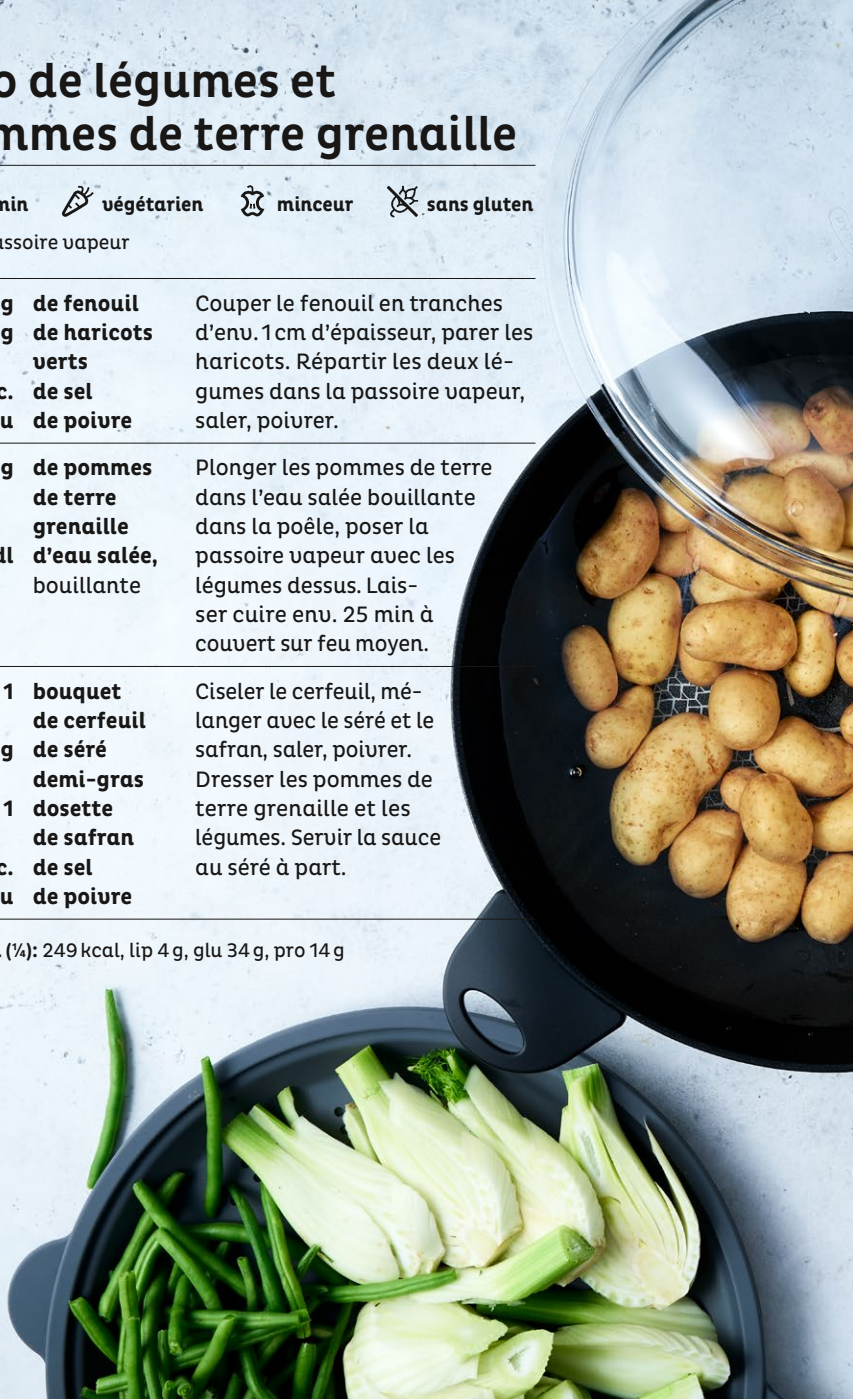 de légumes et
de terre grenaille
min végétarien minceur sans gluten
vapeur
g de fenouil
g de haricots
verts
c. de sel
u de poivre
Couper le fenouil en tranches
d'env. 1 cm d'épaisseur, parer les
haricots. Répartir les deux lé-
gumes dans la passoire vapeur,
saler, poivrer.
g de pommes
de terre
grenaille
dl d'eau salée,
bouillante
Plonger les pommes de terre
dans l'eau salée bouillante
dans la poêle, poser la
passoire vapeur avec les
légumes dessus. Lais-
ser cuire env. 25 min à
couvert sur feu moyen.
1 bouquet
de cerfeuil
g de séré
demi-gras
1 dosette
de safran
c. de sel
u de poivre
Ciseler le cerfeuil, mé-
langer avec le séré et le
safran, saler, poivrer.
Dresser les pommes de
terre grenaille et les
légumes. Servir la sauce
au séré à part.
(¼): 249 kcal, lip 4 g, glu 34 g, pro 14 g